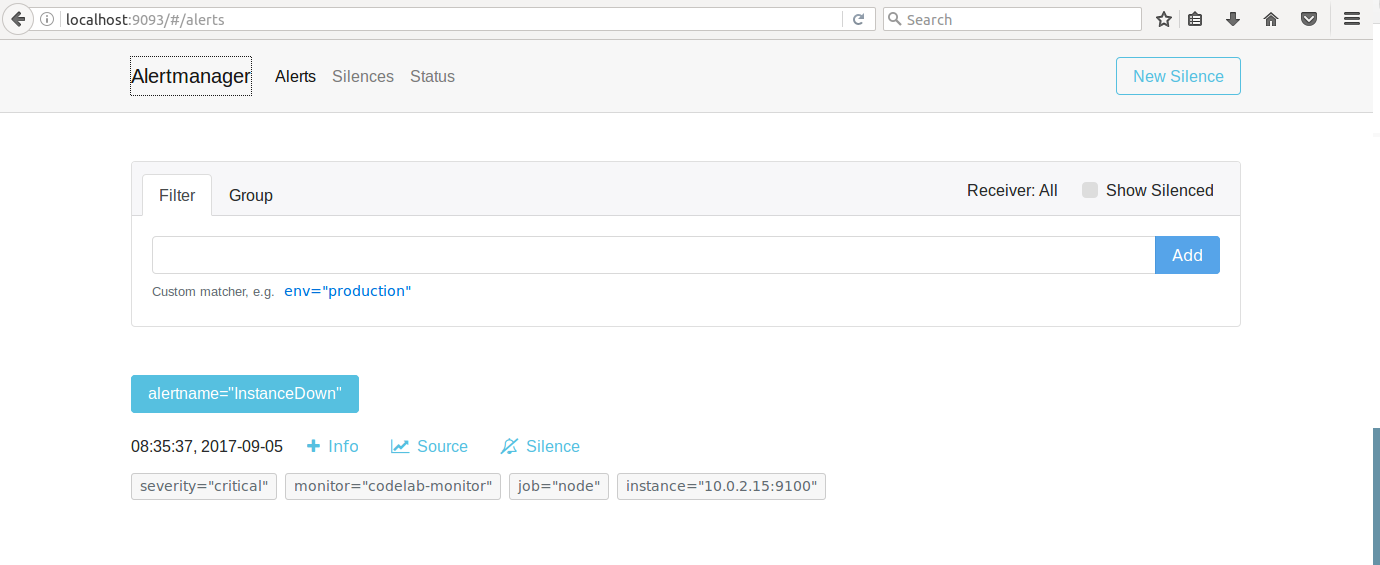 localhost:9093/#/alerts Search
Alertmanager Alerts Silences Status New Silence
Filter Group Receiver: All Show Silenced
Add
Custom matcher, e.g. env="production"
alertname="InstanceDown"
08:35:37, 2017-09-05 Info Source Silence
severity="critical" monitor="codelab-monitor" job="node" instance="10.0.2.15:9100"